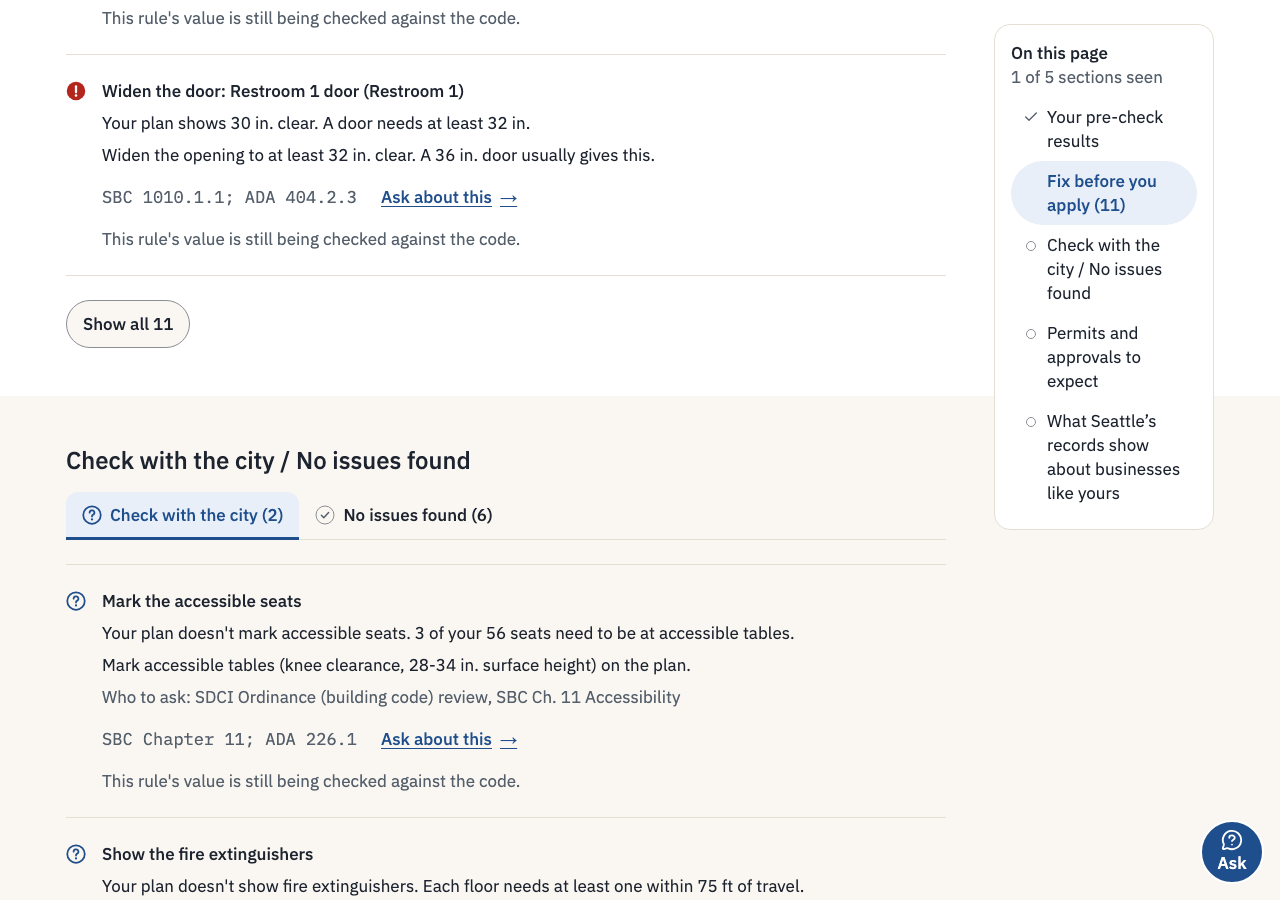 This rule's value is still being checked against the code.
Widen the door: Restroom 1 door (Restroom 1)
Your plan shows 30 in. clear. A door needs at least 32 in.
Widen the opening to at least 32 in. clear. A 36 in. door usually gives this.
SBC 1010.1.1; ADA 404.2.3 Ask about this →
This rule's value is still being checked against the code.
Show all 11
Check with the city / No issues found
Check with the city (2) No issues found (6)
Mark the accessible seats
Your plan doesn't mark accessible seats. 3 of your 56 seats need to be at accessible tables.
Mark accessible tables (knee clearance, 28-34 in. surface height) on the plan.
Who to ask: SDCI Ordinance (building code) review, SBC Ch. 11 Accessibility
SBC Chapter 11; ADA 226.1 Ask about this →
This rule's value is still being checked against the code.
Show the fire extinguishers
Your plan doesn't show fire extinguishers. Each floor needs at least one within 75 ft of travel.
On this page
1 of 5 sections seen
Your pre-check
results
Fix before you
apply (11)
Check with the
city / No issues
found
Permits and
approvals to
expect
What Seattle’s
records show
about businesses
like yours
Ask